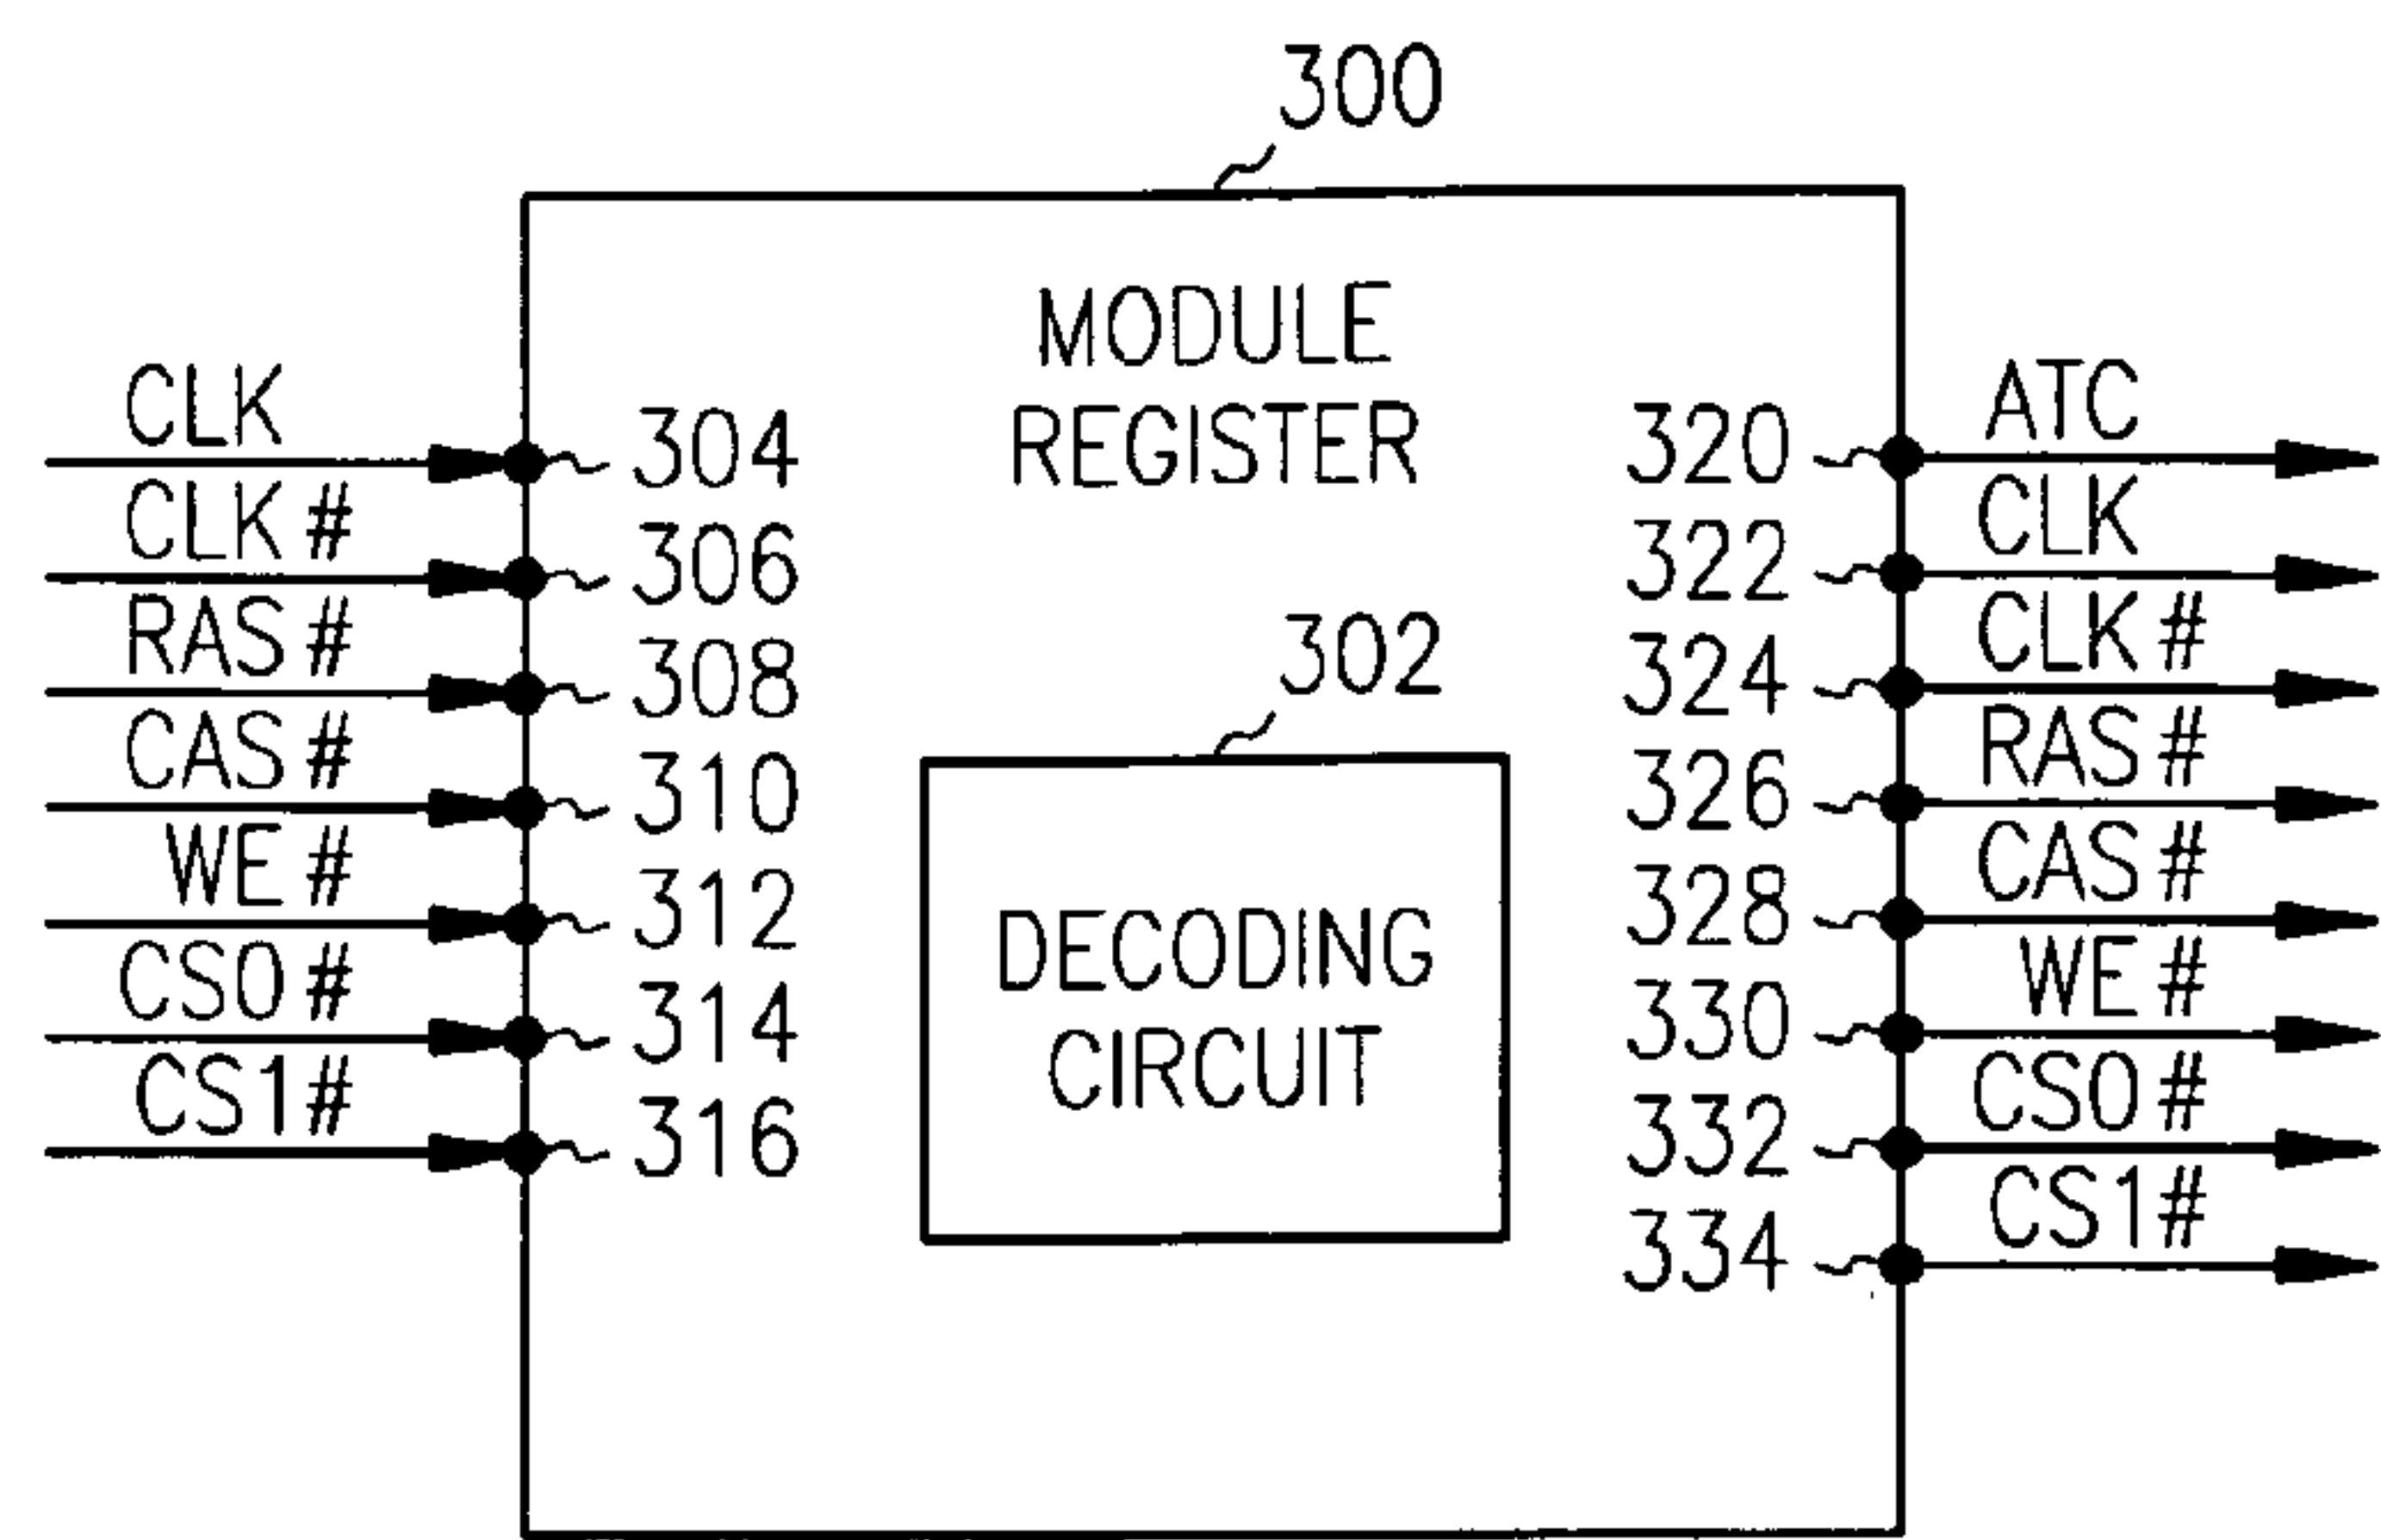 300
MODULE
REGISTER
CLK
304
CLK#
306
RAS#
308
CAS#
310
WE#
312
CS0#
314
CS1#
316
302
DECODING
CIRCUIT
320
ATC
322
CLK
324
CLK#
326
RAS#
328
CAS#
330
WE#
332
CS0#
334
CS1#